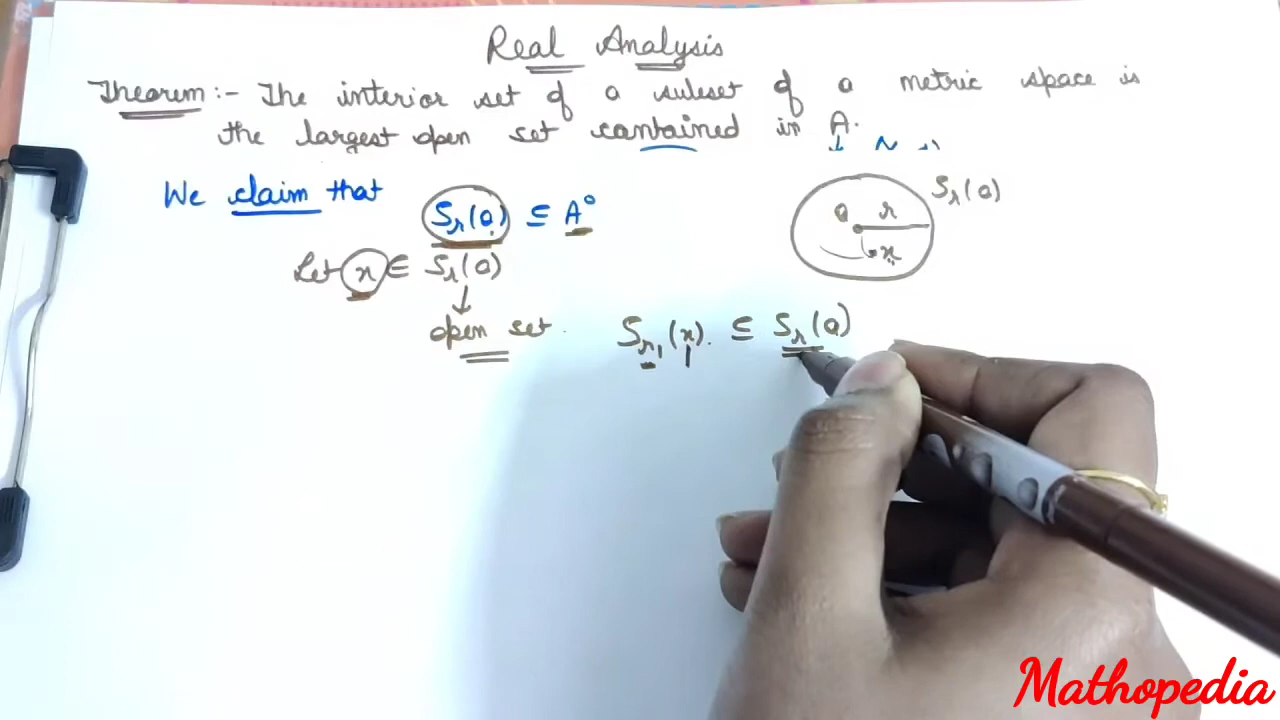 Real Analysis
Theorem :- The interior set of a subset of a metric space is
the largest open set contained in A.
We claim that
Sr(a) ⊆ A°
Sr(a)
a r
x
Let x ∈ Sr(a)
↓
open set.
Sr₁(x). ⊆ Sr(a)
Mathopedia